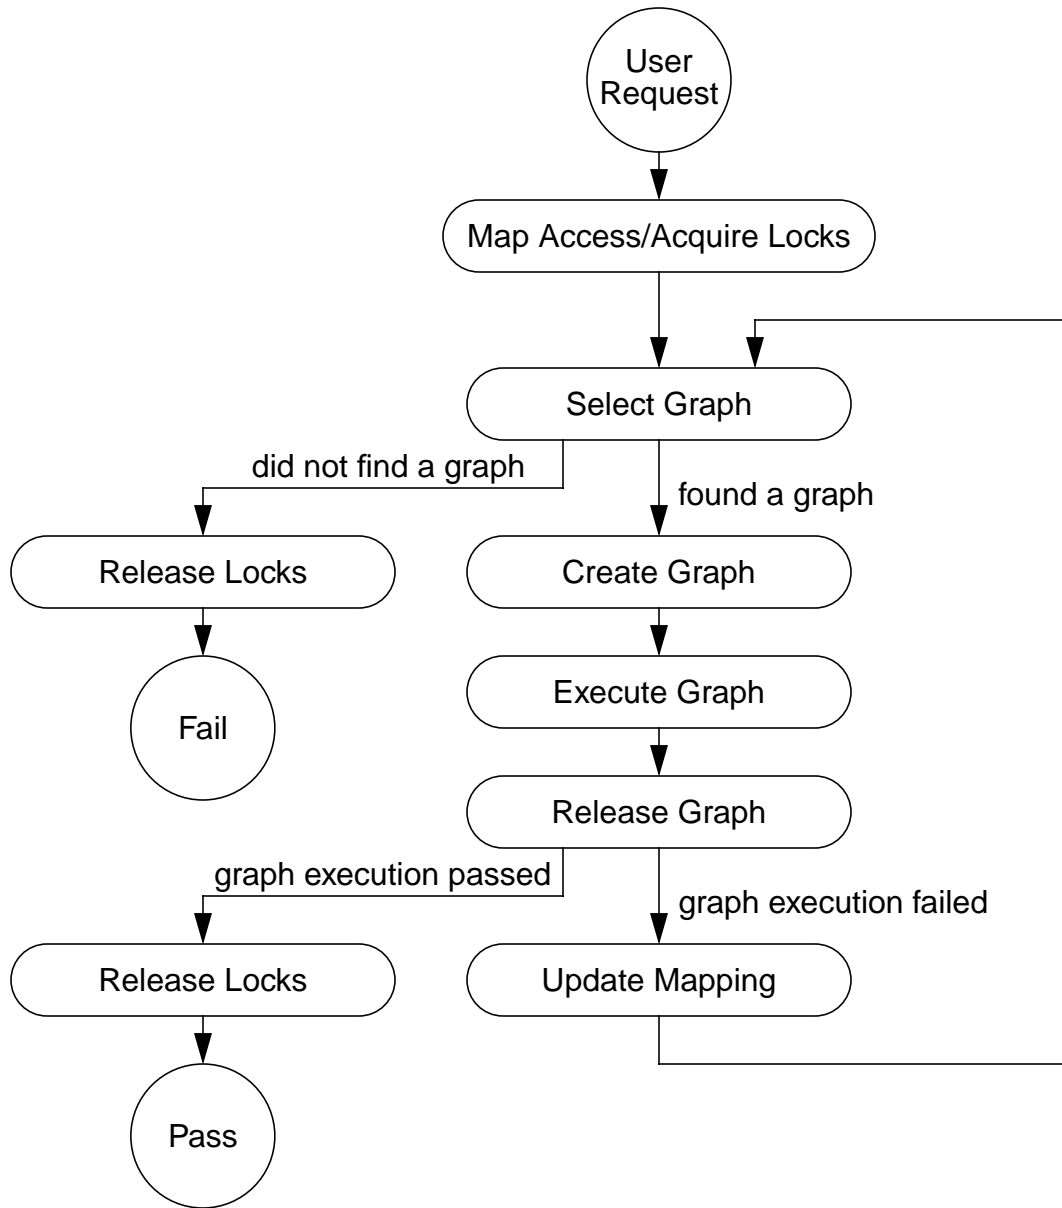 User
Request
Map Access/Acquire Locks
Select Graph
did not find a graph
found a graph
Release Locks
Create Graph
Execute Graph
Fail
Release Graph
graph execution passed
graph execution failed
Release Locks
Update Mapping
Pass